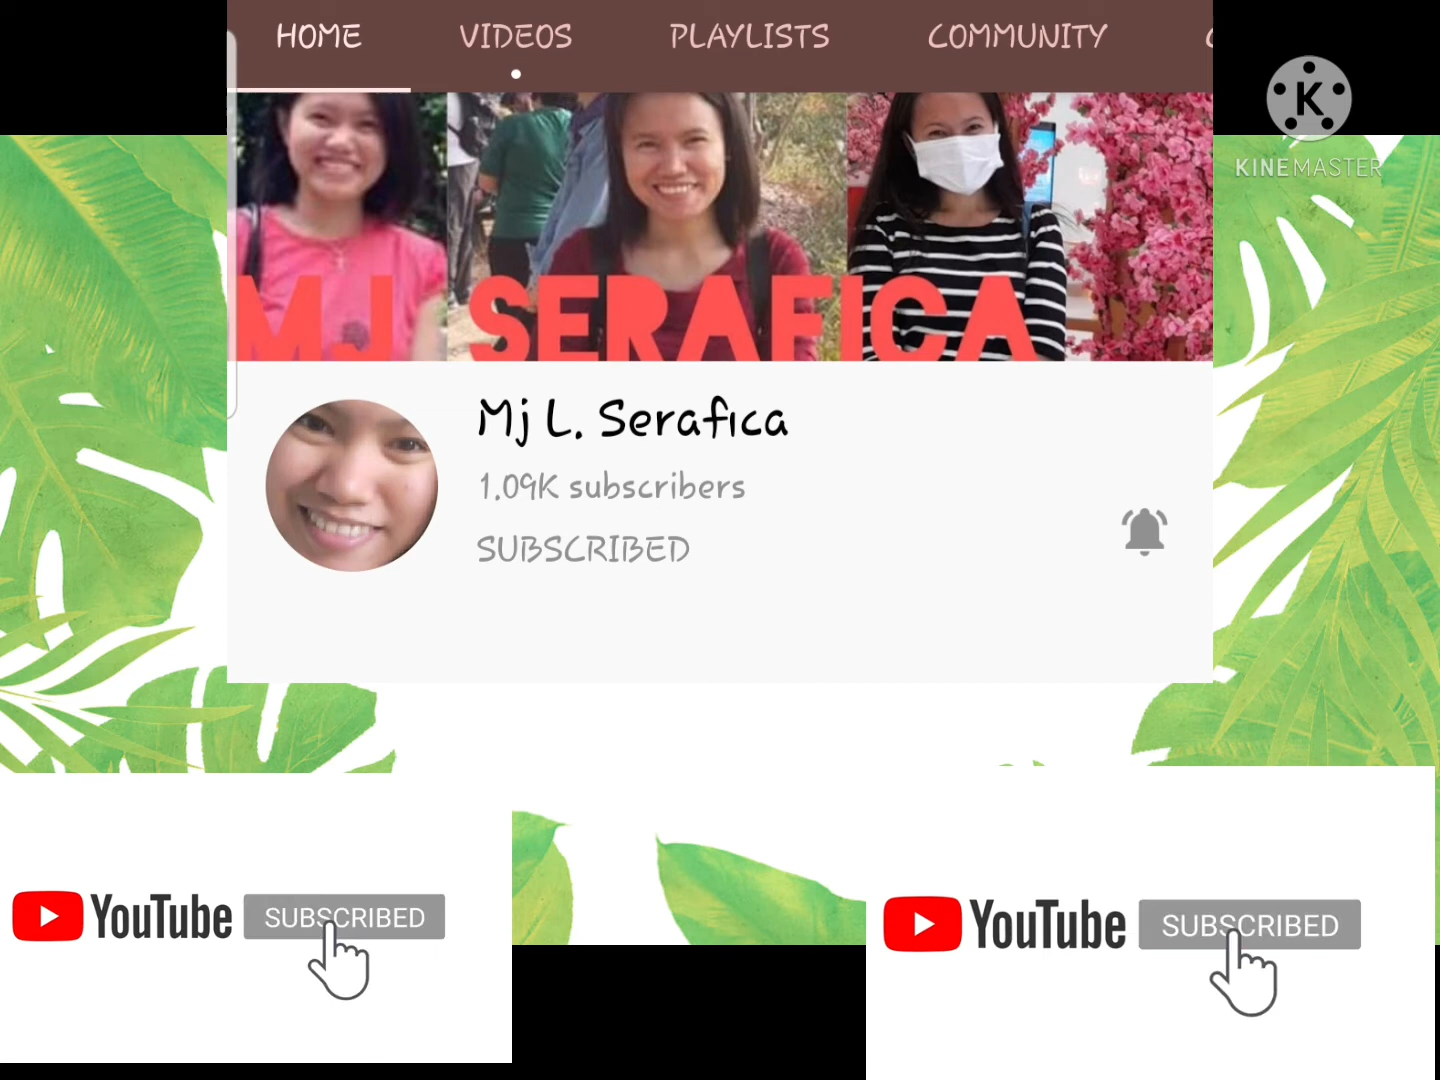 HOME VIDEOS PLAYLISTS COMMUNITY
K
KINEMASTER
MJ SERAFICA
Mj L. Serafica
1.09K subscribers
SUBSCRIBED
YouTube SUBSCRIBED
YouTube SUBSCRIBED